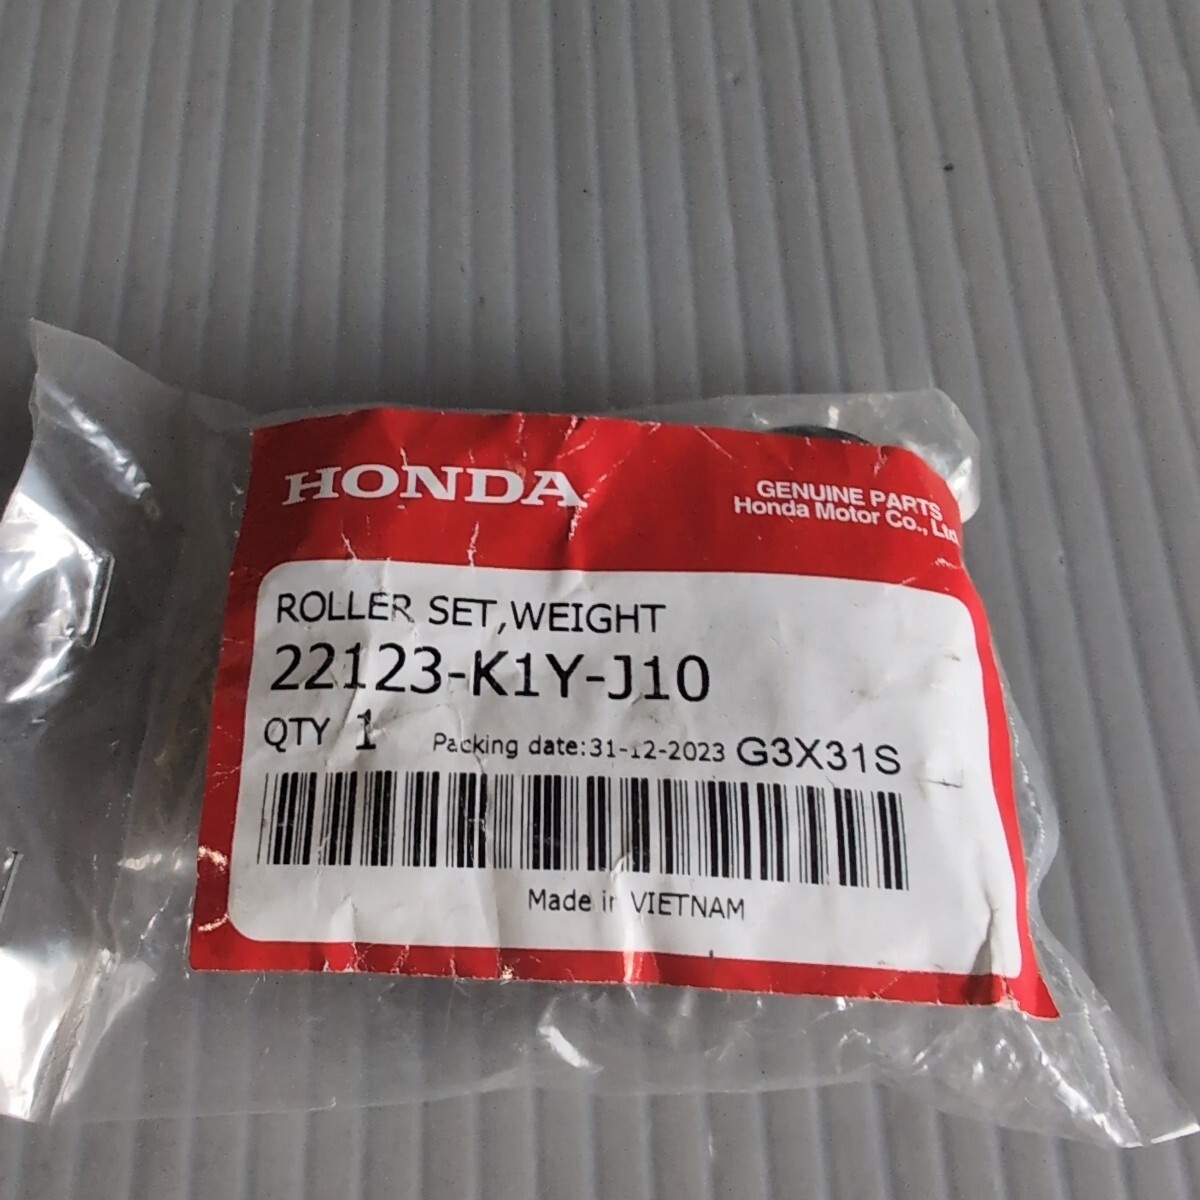 HONDA
GENUINE PARTS
Honda Motor Co., Ltd.
ROLLER SET,WEIGHT
22123-K1Y-J10
QTY 1 Packing date:31-12-2023 G3X31S
Made in VIETNAM